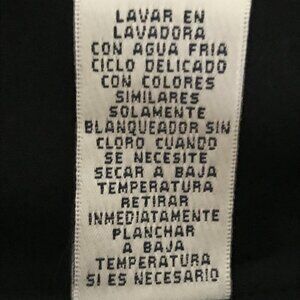 LAVAR EN
LAVADORA
CON AGUA FRIA
CICLO DELICADO
CON COLORES
SIMILARES
SOLAMENTE
BLANQUEADOR SIN
CLORO CUANDO
SE NECESITE
SECAR A BAJA
TEMPERATURA
RETIRAR
INMEDIATAMENTE
PLANCHAR
A BAJA
TEMPERATURA
SI ES NECESARIO